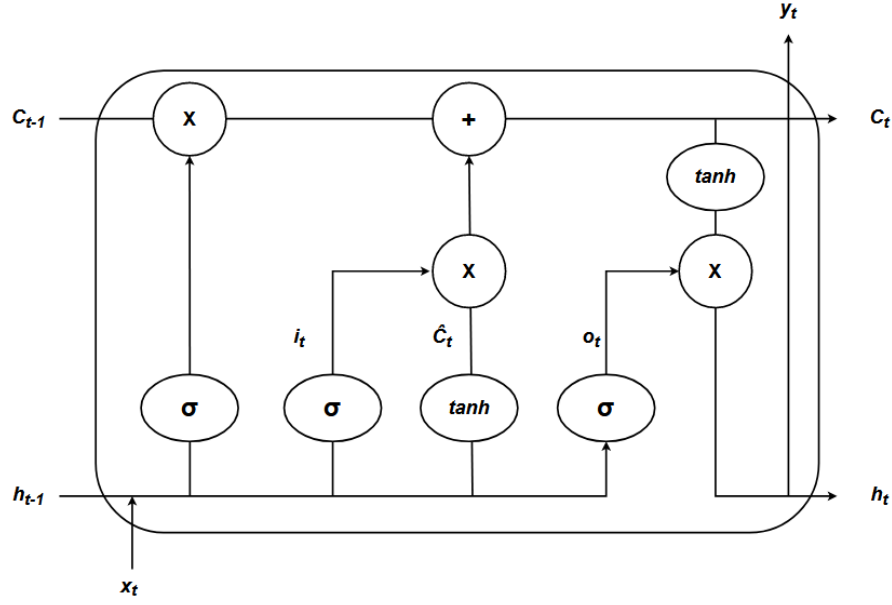 y_t
C_{t-1} X + C_t
tanh
X X
i_t Ĉ_t o_t
σ σ tanh σ
h_{t-1} h_t
x_t